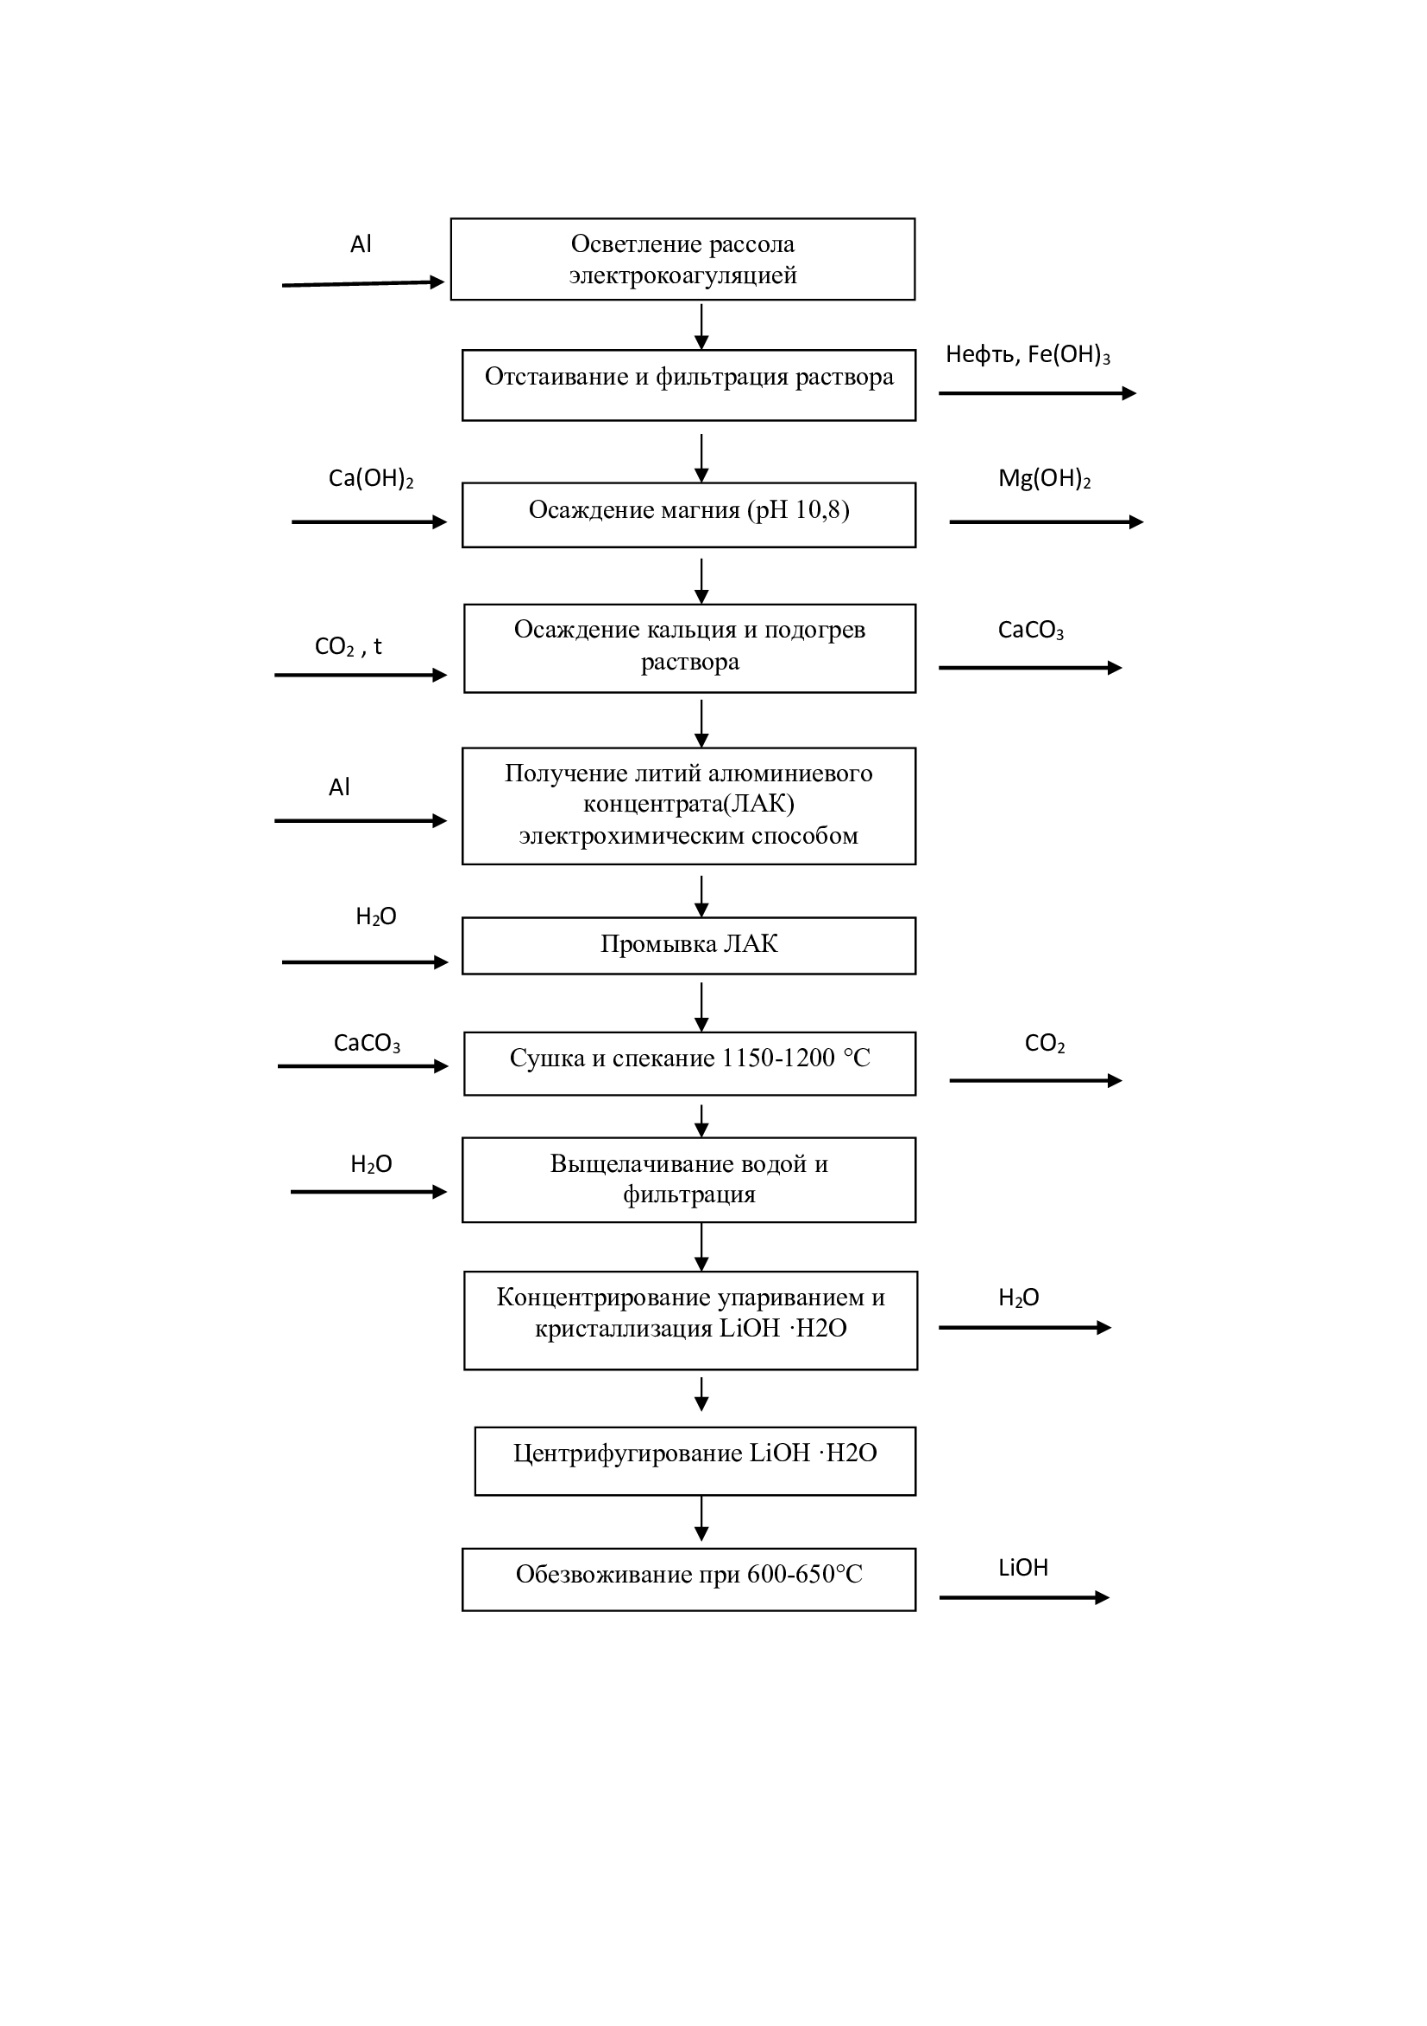 Al
Осветление рассола
электрокоагуляцией
Нефть, Fe(OH)₃
Отстаивание и фильтрация раствора
Ca(OH)₂
Mg(OH)₂
Осаждение магния (pH 10,8)
CO₂ , t
Осаждение кальция и подогрев
раствора
CaCO₃
Al
Получение литий алюминиевого
концентрата(ЛАК)
электрохимическим способом
H₂O
Промывка ЛАК
CaCO₃
Сушка и спекание 1150-1200 °С
CO₂
H₂O
Выщелачивание водой и
фильтрация
Концентрирование упариванием и
кристаллизация LiOH ·H2O
H₂O
Центрифугирование LiOH ·H2O
Обезвоживание при 600-650°С
LiOH